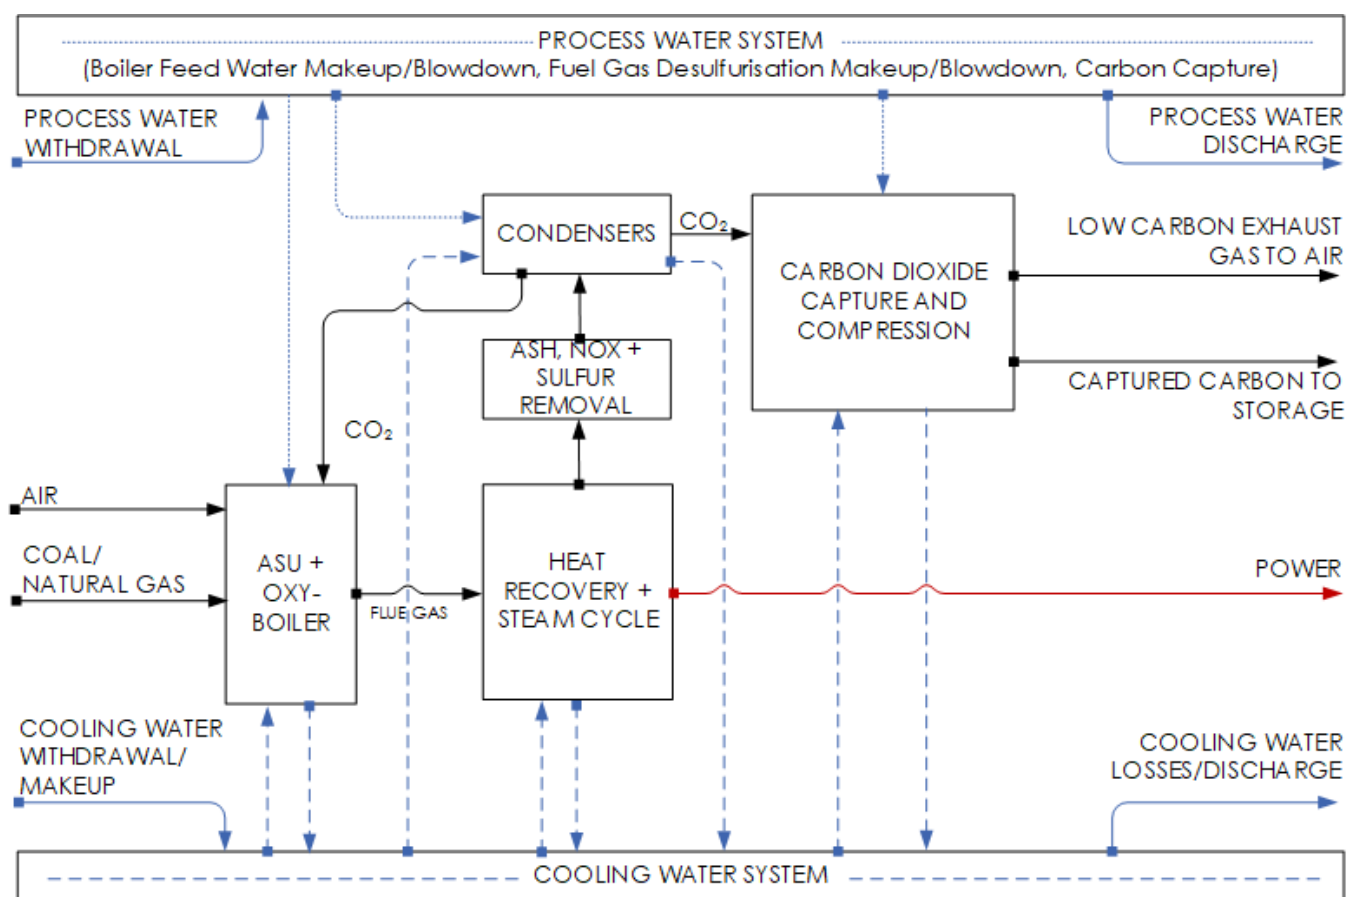 PROCESS WATER SYSTEM
(Boiler Feed Water Makeup/Blowdown, Fuel Gas Desulfurisation Makeup/Blowdown, Carbon Capture)
PROCESS WATER
WITHDRAWAL
PROCESS WATER
DISCHARGE
CONDENSERS
CO₂
CARBON DIOXIDE
CAPTURE AND
COMPRESSION
LOW CARBON EXHAUST
GAS TO AIR
CAPTURED CARBON TO
STORAGE
ASH, NOX +
SULFUR
REMOVAL
CO₂
AIR
COAL/
NATURAL GAS
ASU +
OXY-
BOILER
FLUE GAS
HEAT
RECOVERY +
STEAM CYCLE
POWER
COOLING WATER
WITHDRAWAL/
MAKEUP
COOLING WATER
LOSSES/DISCHARGE
COOLING WATER SYSTEM